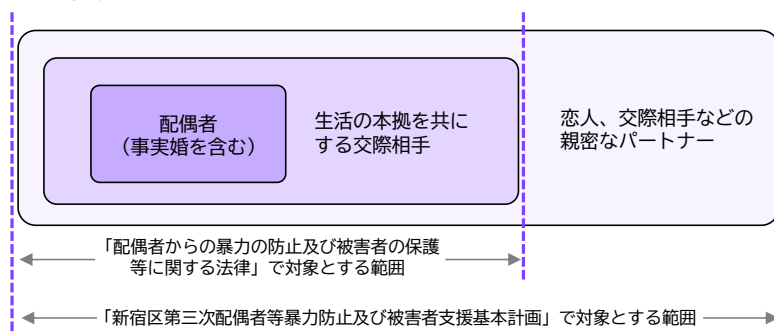 配偶者
（事実婚を含む）
生活の本拠を共に
する交際相手
恋人、交際相手などの
親密なパートナー
「配偶者からの暴力の防止及び被害者の保護
等に関する法律」で対象とする範囲
「新宿区第三次配偶者等暴力防止及び被害者支援基本計画」で対象とする範囲